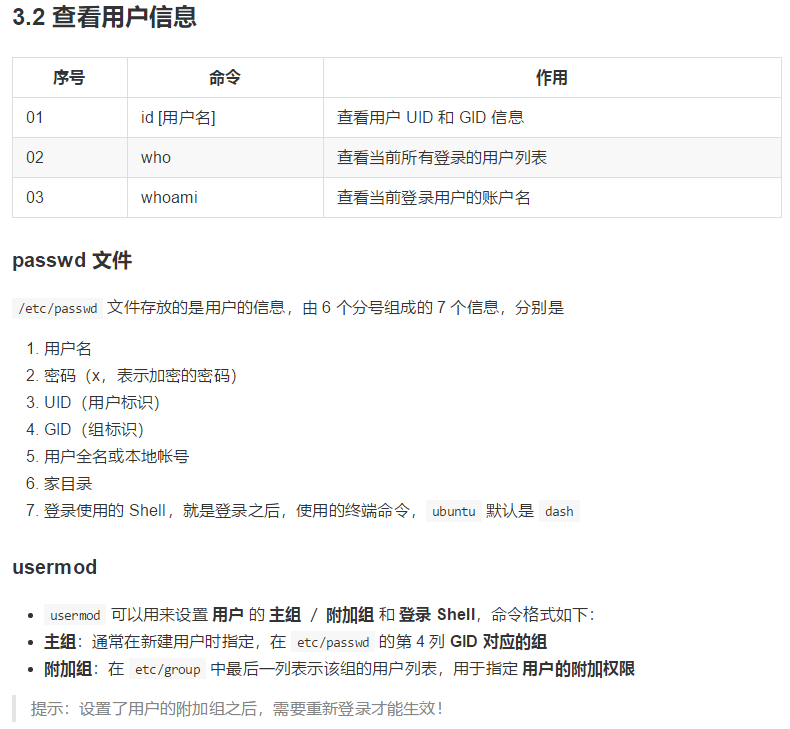 3.2 查看用户信息
序号 命令 作用
01 id [用户名] 查看用户 UID 和 GID 信息
02 who 查看当前所有登录的用户列表
03 whoami 查看当前登录用户的账户名
passwd 文件
/etc/passwd 文件存放的是用户的信息，由 6 个分号组成的 7 个信息，分别是
1. 用户名
2. 密码（x，表示加密的密码）
3. UID（用户标识）
4. GID（组标识）
5. 用户全名或本地帐号
6. 家目录
7. 登录使用的 Shell，就是登录之后，使用的终端命令，ubuntu 默认是 dash
usermod
• usermod 可以用来设置 用户 的 主组 ／ 附加组 和 登录 Shell，命令格式如下：
• 主组：通常在新建用户时指定，在 etc/passwd 的第 4 列 GID 对应的组
• 附加组：在 etc/group 中最后一列表示该组的用户列表，用于指定 用户的附加权限
提示：设置了用户的附加组之后，需要重新登录才能生效！